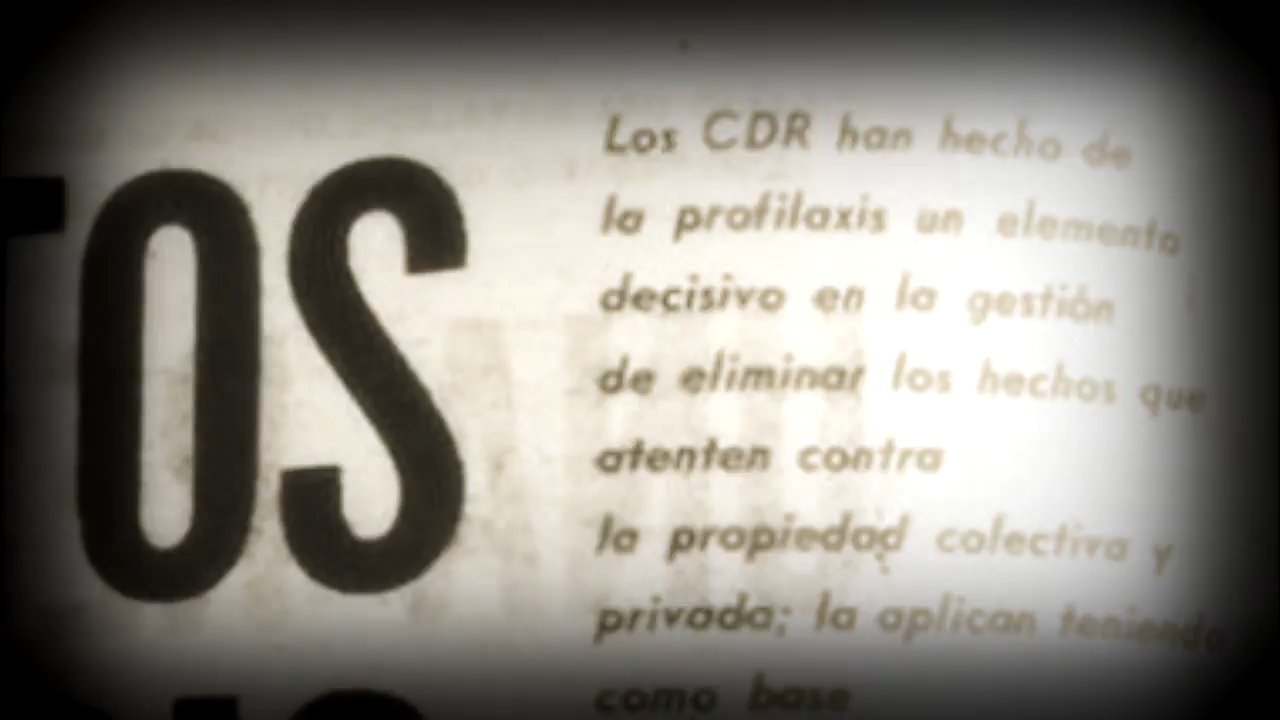 TOS
Los CDR han hecho de
la profilaxis un elemento
decisivo en la gestión
de eliminar los hechos que
atenten contra
la propiedad colectiva y
privada; la aplican teniendo
como base